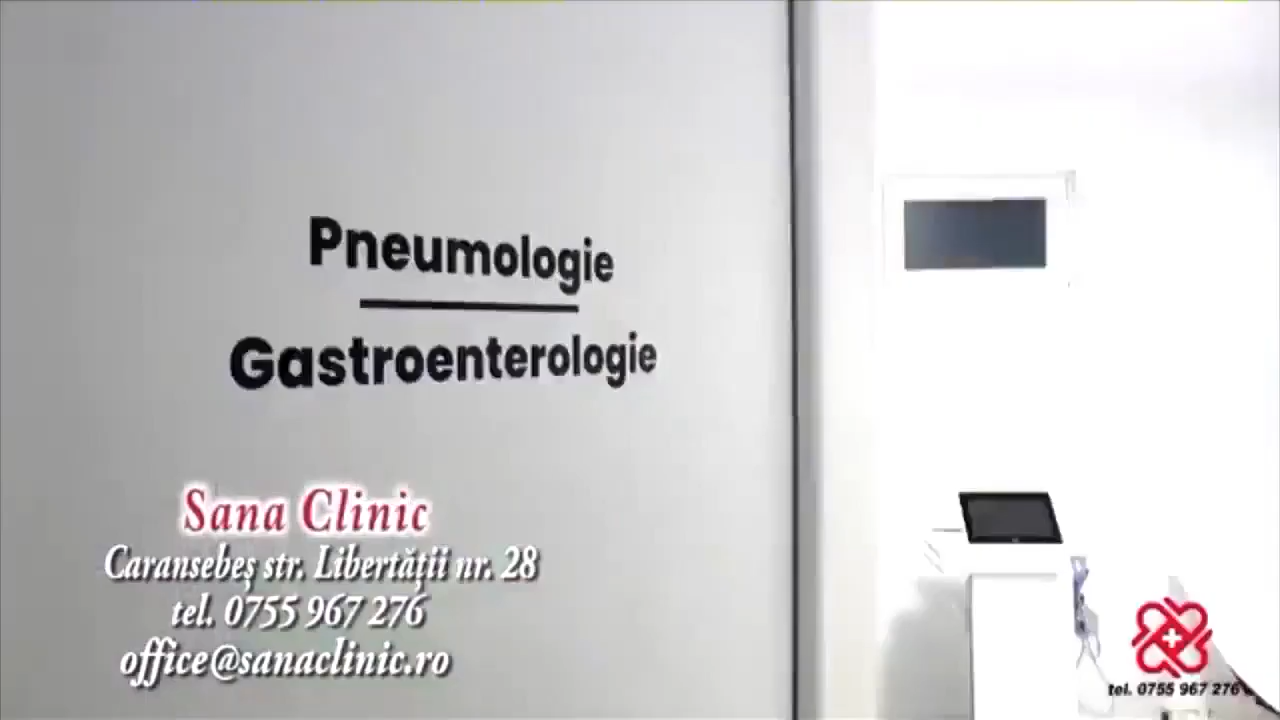 Pneumologie
Gastroenterologie
Sana Clinic
Caransebeș str. Libertății nr. 28
tel. 0755 967 276
office@sanaclinic.ro
tel. 0755 967 276